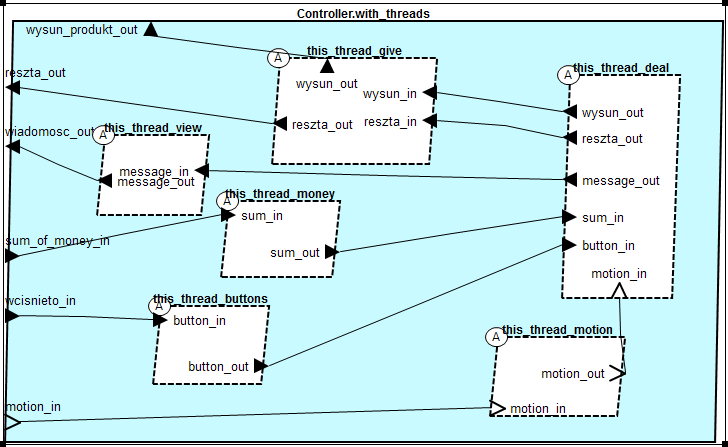 Controller.with_threads
wysun_produkt_out
A this_thread_give
reszta_out
wysun_out
wysun_in
reszta_out
reszta_in
A this_thread_deal
wysun_out
reszta_out
message_out
sum_in
button_in
motion_in
wiadomosc_out
A this_thread_view
message_in
message_out
A this_thread_money
sum_in
sum_out
sum_of_money_in
wcisnieto_in
A this_thread_buttons
button_in
button_out
A this_thread_motion
motion_out
motion_in
motion_in